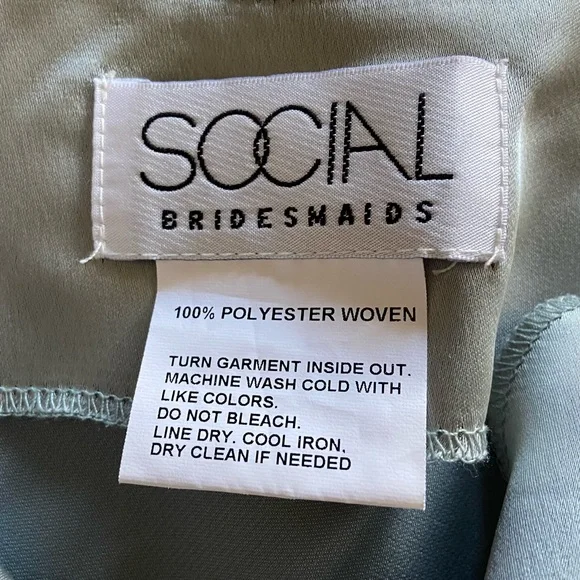 SOCIAL
BRIDESMAIDS
100% POLYESTER WOVEN
TURN GARMENT INSIDE OUT.
MACHINE WASH COLD WITH
LIKE COLORS.
DO NOT BLEACH.
LINE DRY. COOL IRON,
DRY CLEAN IF NEEDED